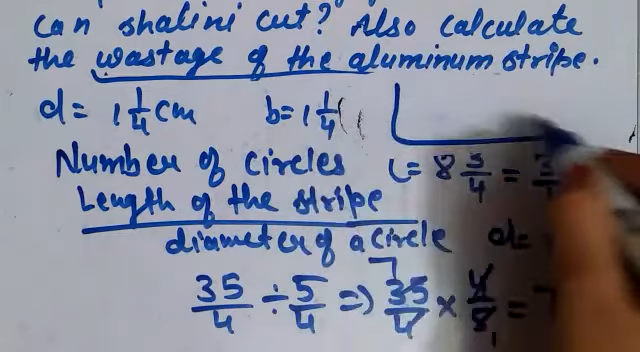 can shalini cut? Also calculate
the wastage of the aluminum stripe.
d = 1 1/4 cm b = 1 1/4
Number of circles l = 8 3/4 =
Length of the stripe
diameter of a circle d =
35/4 ÷ 5/4 => 35/4 × 4/5 = 7